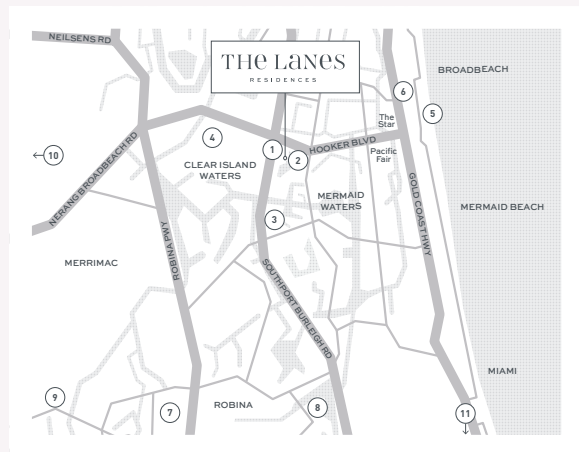 NEILSENS RD
THE LANES
RESIDENCES
BROADBEACH
6
5
The
Star
4
1
HOOKER BLVD
2
Pacific
Fair
←10
NERANG BROADBEACH RD
CLEAR ISLAND
WATERS
MERMAID
WATERS
GOLD COAST HWY
MERMAID BEACH
3
ROBINA PWY
MERRIMAC
SOUTHPORT BURLEIGH RD
MIAMI
9
7
ROBINA
8
11